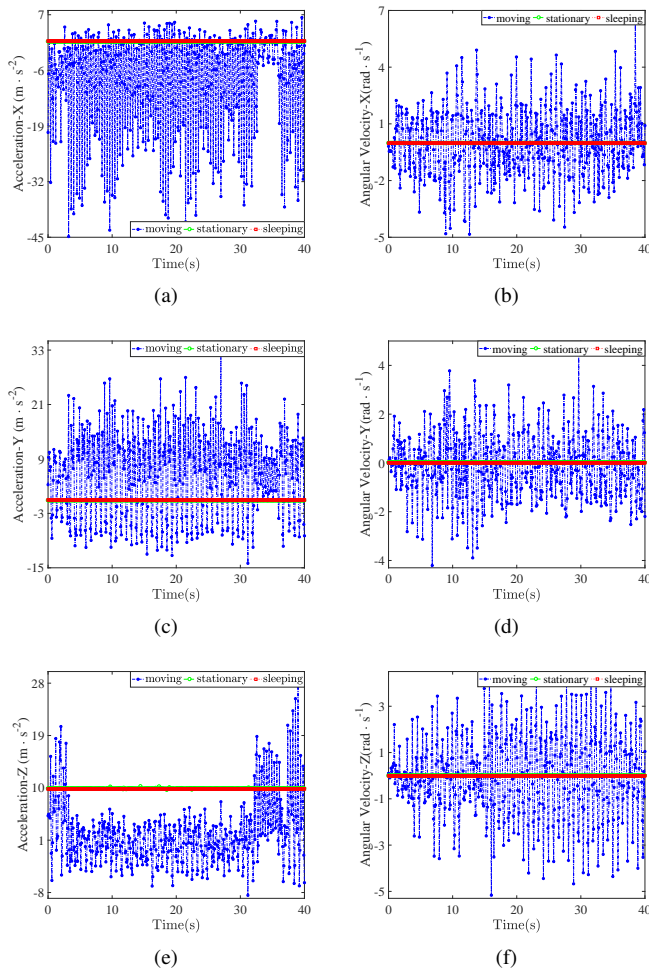 7
-6
-19
-32
-45
Acceleration-X (m · s⁻²)
moving stationary sleeping
0 10 20 30 40
Time(s)
(a)
7
4
1
-2
-5
Angular Velocity-X(rad · s⁻¹)
moving stationary sleeping
0 10 20 30 40
Time(s)
(b)
33
21
9
-3
-15
Acceleration-Y (m · s⁻²)
moving stationary sleeping
0 10 20 30 40
Time(s)
(c)
4
2
0
-2
-4
Angular Velocity-Y(rad · s⁻¹)
moving stationary sleeping
0 10 20 30 40
Time(s)
(d)
28
19
10
1
-8
Acceleration-Z (m · s⁻²)
moving stationary sleeping
0 10 20 30 40
Time(s)
(e)
3
1
-1
-3
-5
Angular Velocity-Z(rad · s⁻¹)
moving stationary sleeping
0 10 20 30 40
Time(s)
(f)